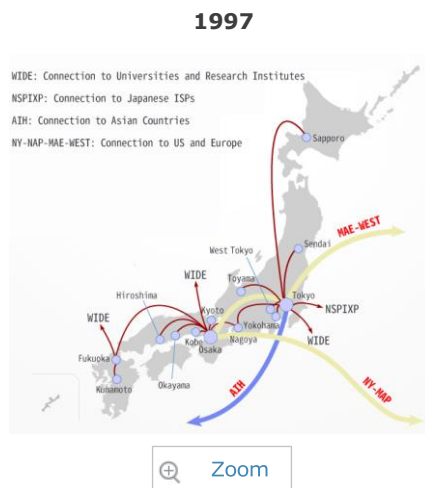 1997
WIDE: Connection to Universities and Research Institutes
NSPIXP: Connection to Japanese ISPs
AIH: Connection to Asian Countries
NY-NAP-MAE-WEST: Connection to US and Europe
Sapporo
MAE-WEST
Sendai
West Tokyo
WIDE
Toyama
Hiroshima
Tokyo
NSPIXP
Kyoto
WIDE
Yokohama
Kobe
Nagoya
WIDE
Osaka
Fukuoka
Okayama
Kumamoto
AIH
NY-MAP
Zoom